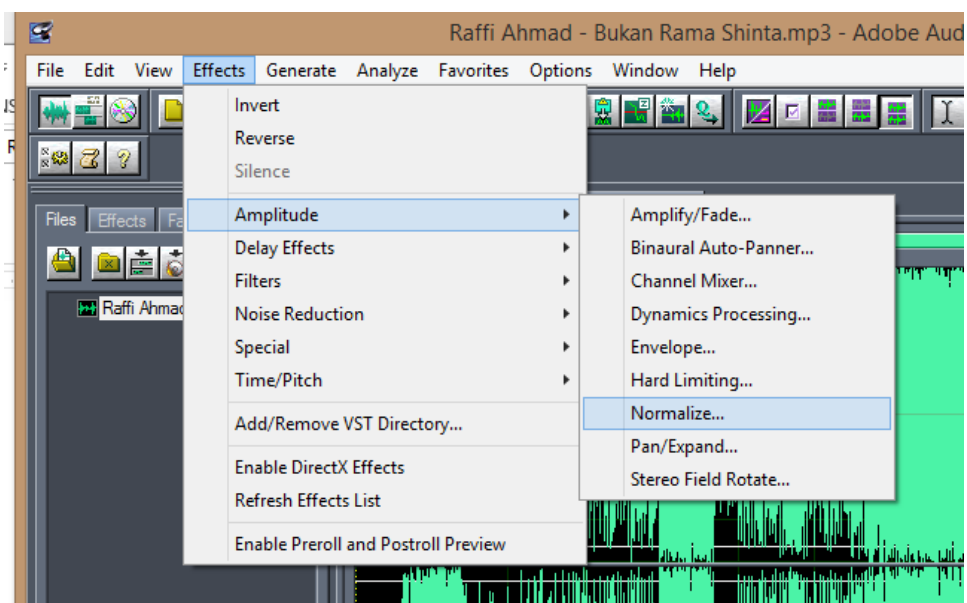 Raffi Ahmad - Bukan Rama Shinta.mp3 - Adobe Aud
File Edit View Effects Generate Analyze Favorites Options Window Help
Invert
Reverse
Silence
Amplitude
Delay Effects
Filters
Noise Reduction
Special
Time/Pitch
Add/Remove VST Directory...
Enable DirectX Effects
Refresh Effects List
Enable Preroll and Postroll Preview
Amplify/Fade...
Binaural Auto-Panner...
Channel Mixer...
Dynamics Processing...
Envelope...
Hard Limiting...
Normalize...
Pan/Expand...
Stereo Field Rotate...
Files Effects Fa
Raffi Ahmad